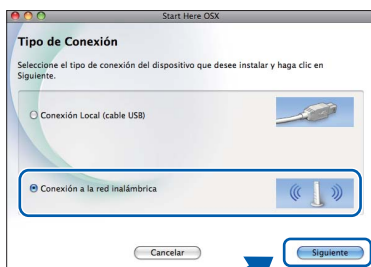 Start Here OSX
Tipo de Conexión
Seleccione el tipo de conexión del dispositivo que desee instalar y haga clic en
Siguiente.
Conexión Local (cable USB)
Conexión a la red inalámbrica
Cancelar
Siguiente